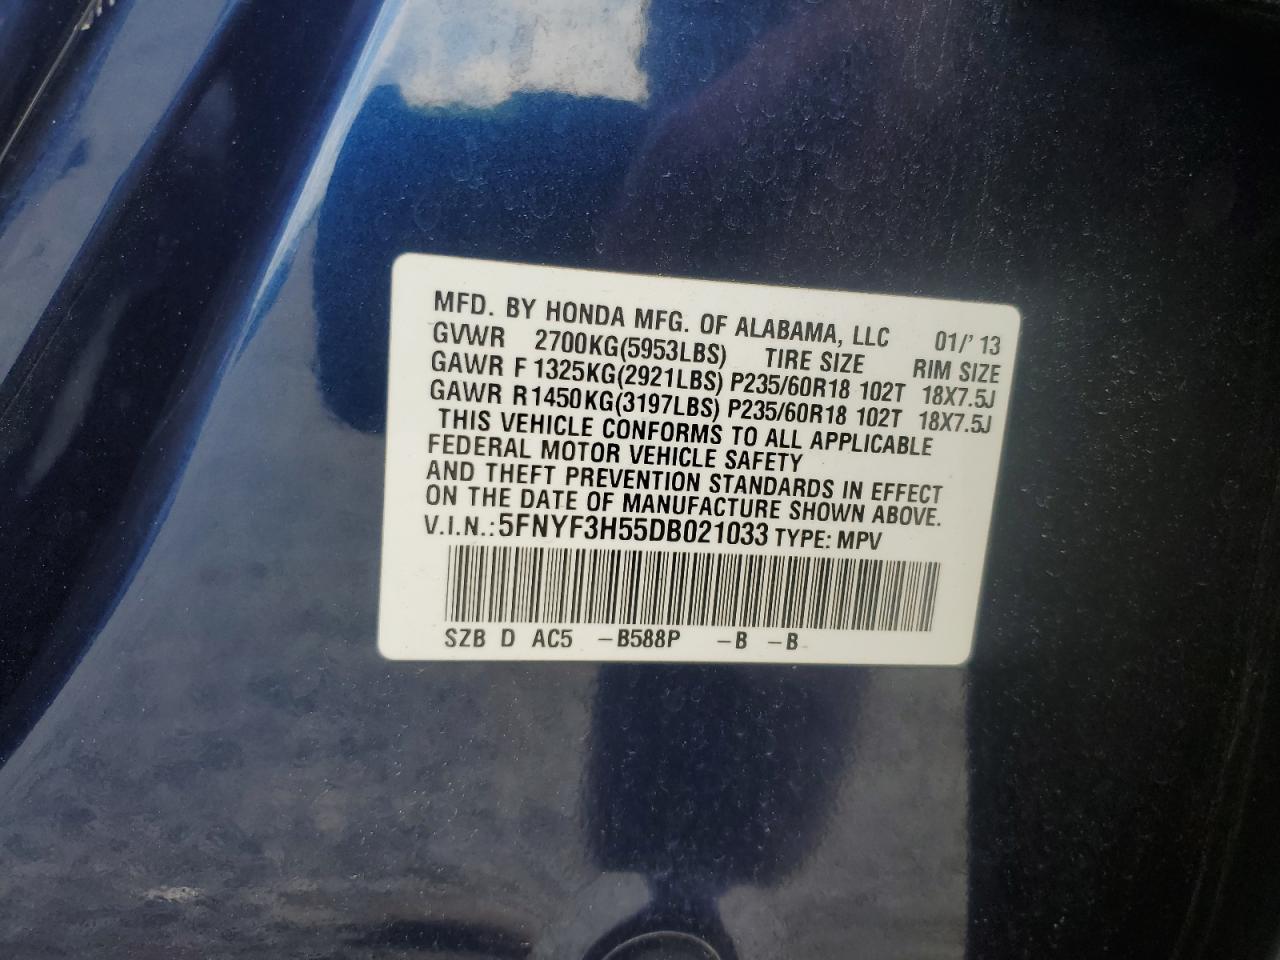 MFD. BY HONDA MFG. OF ALABAMA, LLC 01/'13
GVWR 2700KG(5953LBS) TIRE SIZE RIM SIZE
GAWR F 1325KG(2921LBS) P235/60R18 102T 18X7.5J
GAWR R 1450KG(3197LBS) P235/60R18 102T 18X7.5J
THIS VEHICLE CONFORMS TO ALL APPLICABLE
FEDERAL MOTOR VEHICLE SAFETY
AND THEFT PREVENTION STANDARDS IN EFFECT
ON THE DATE OF MANUFACTURE SHOWN ABOVE.
V.I.N.: 5FNYF3H55DB021033 TYPE: MPV
SZB D AC5 -B588P -B -B